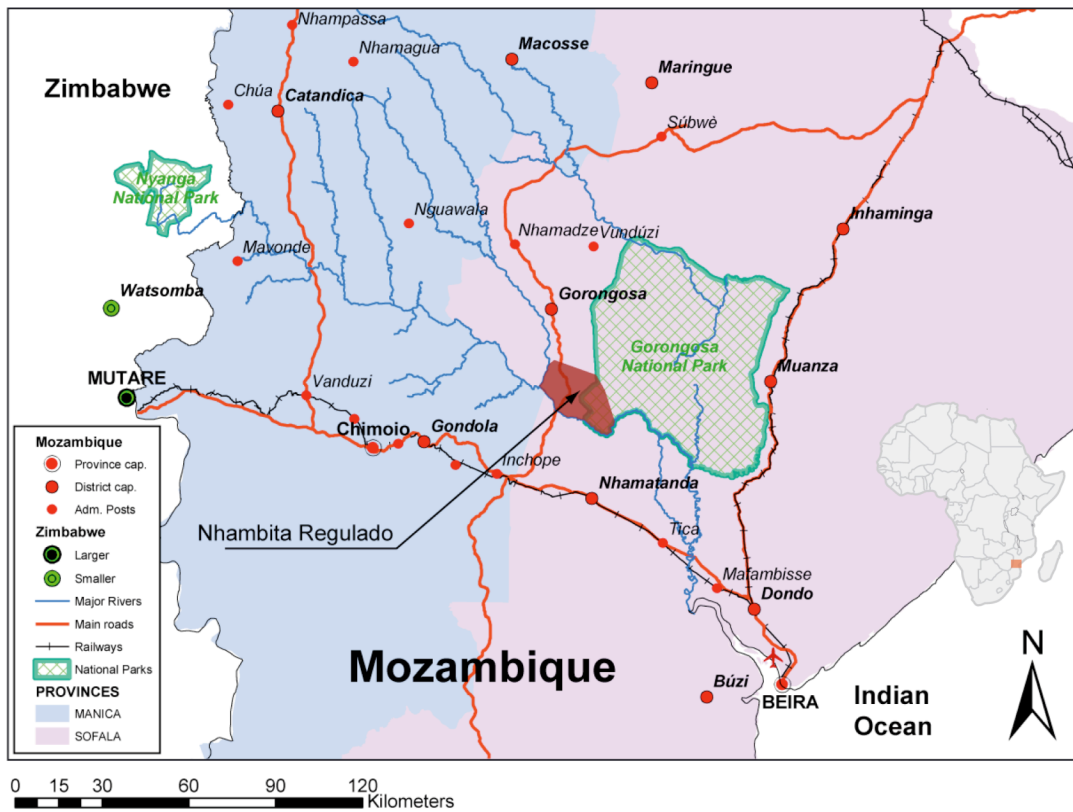 Nhampassa
Macosse
Nhamagua
Maringue
Zimbabwe
Chúa
Catandica
Súbwè
Nyanga
National Park
Nguawala
Inhaminga
Nhamadze
Vundúzi
Mavonde
Watsomba
Gorongosa
Gorongosa
National Park
MUTARE
Vanduzi
Muanza
Chimoio
Gondola
Inchope
Nhamatanda
Nhambita Regulado
Tica
Mafambisse
Dondo
Mozambique
Búzi
BEIRA
Indian
Ocean
N
Mozambique
Province cap.
District cap.
Adm. Posts
Zimbabwe
Larger
Smaller
Major Rivers
Main roads
Railways
National Parks
PROVINCES
MANICA
SOFALA
0 15 30 60 90 120
Kilometers